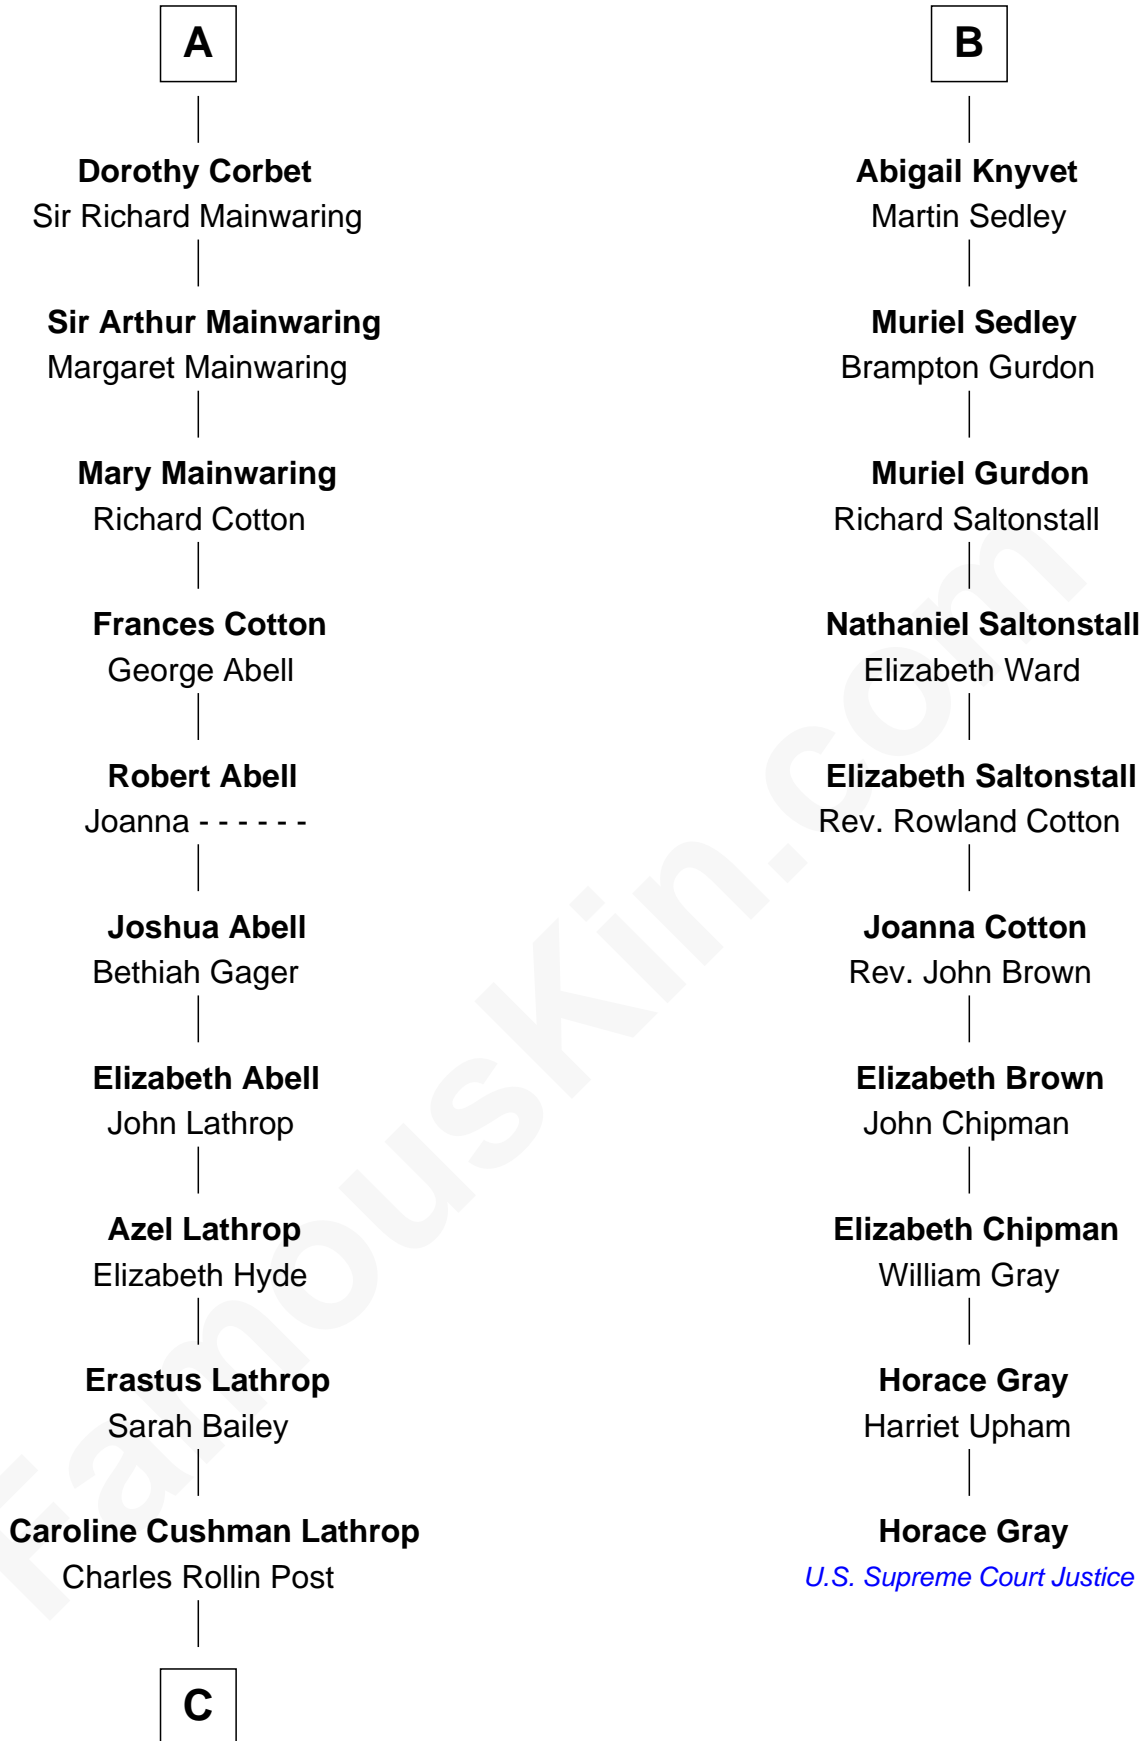 A
Dorothy Corbet
Sir Richard Mainwaring
Sir Arthur Mainwaring
Margaret Mainwaring
Mary Mainwaring
Richard Cotton
Frances Cotton
George Abell
Robert Abell
Joanna - - - - - -
Joshua Abell
Bethiah Gager
Elizabeth Abell
John Lathrop
Azel Lathrop
Elizabeth Hyde
Erastus Lathrop
Sarah Bailey
Caroline Cushman Lathrop
Charles Rollin Post
C
B
Abigail Knyvet
Martin Sedley
Muriel Sedley
Brampton Gurdon
Muriel Gurdon
Richard Saltonstall
Nathaniel Saltonstall
Elizabeth Ward
Elizabeth Saltonstall
Rev. Rowland Cotton
Joanna Cotton
Rev. John Brown
Elizabeth Brown
John Chipman
Elizabeth Chipman
William Gray
Horace Gray
Harriet Upham
Horace Gray
U.S. Supreme Court Justice
FamousKin.com